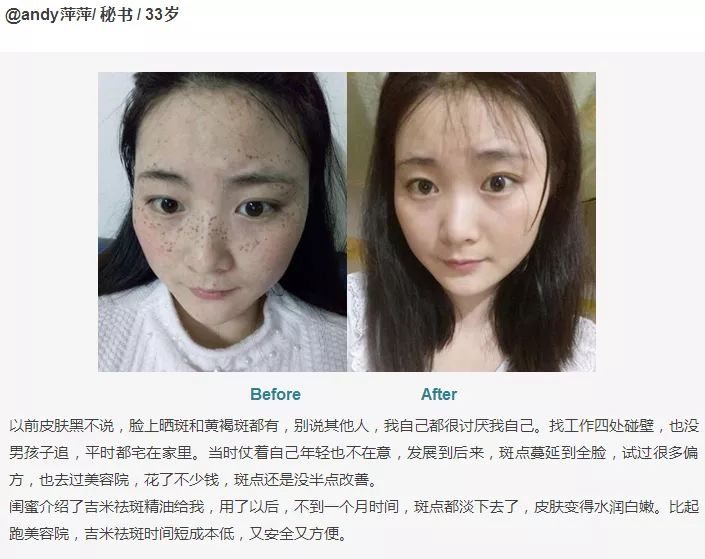 @andy萍萍/ 秘书 / 33岁
Before
After
以前皮肤黑不说，脸上晒斑和黄褐斑都有，别说其他人，我自己都很讨厌我自己。找工作四处碰壁，也没
男孩子追，平时都宅在家里。当时仗着自己年轻也不在意，发展到后来，斑点蔓延到全脸，试过很多偏
方，也去过美容院，花了不少钱，斑点还是没半点改善。
闺蜜介绍了吉米祛斑精油给我，用了以后，不到一个月时间，斑点都淡下去了，皮肤变得水润白嫩。比起
跑美容院，吉米祛斑时间短成本低，又安全又方便。